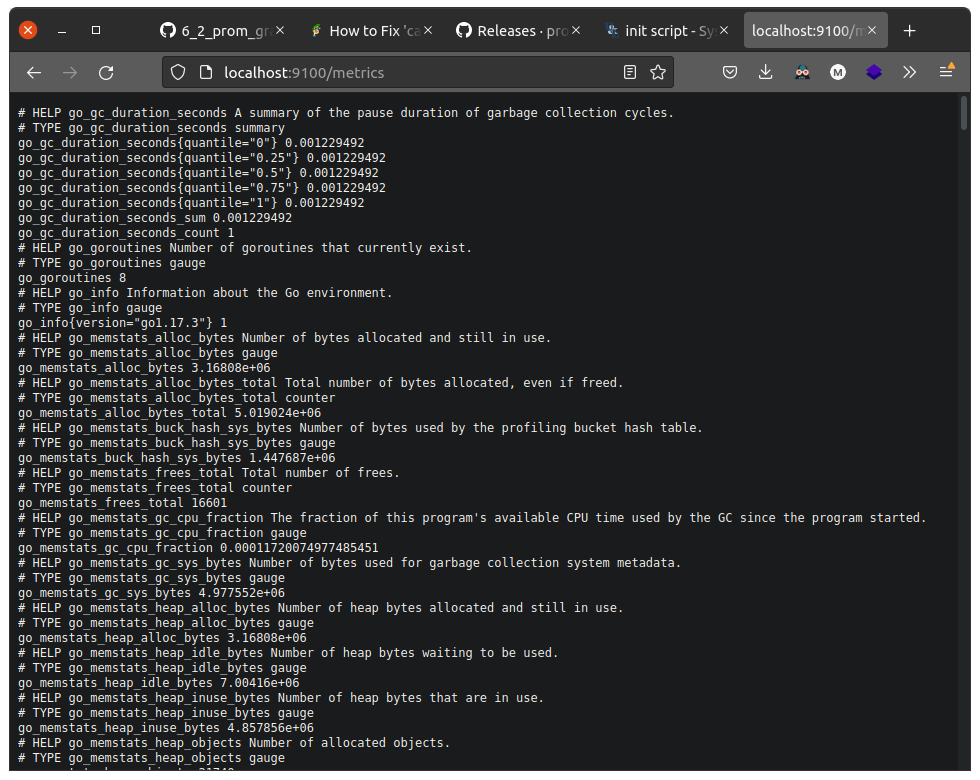 6_2_prom_gr
How to Fix 'ca
Releases · pro
init script - Sy
localhost:9100/m
localhost:9100/metrics
M
# HELP go_gc_duration_seconds A summary of the pause duration of garbage collection cycles.
# TYPE go_gc_duration_seconds summary
go_gc_duration_seconds{quantile="0"} 0.001229492
go_gc_duration_seconds{quantile="0.25"} 0.001229492
go_gc_duration_seconds{quantile="0.5"} 0.001229492
go_gc_duration_seconds{quantile="0.75"} 0.001229492
go_gc_duration_seconds{quantile="1"} 0.001229492
go_gc_duration_seconds_sum 0.001229492
go_gc_duration_seconds_count 1
# HELP go_goroutines Number of goroutines that currently exist.
# TYPE go_goroutines gauge
go_goroutines 8
# HELP go_info Information about the Go environment.
# TYPE go_info gauge
go_info{version="go1.17.3"} 1
# HELP go_memstats_alloc_bytes Number of bytes allocated and still in use.
# TYPE go_memstats_alloc_bytes gauge
go_memstats_alloc_bytes 3.16808e+06
# HELP go_memstats_alloc_bytes_total Total number of bytes allocated, even if freed.
# TYPE go_memstats_alloc_bytes_total counter
go_memstats_alloc_bytes_total 5.019024e+06
# HELP go_memstats_buck_hash_sys_bytes Number of bytes used by the profiling bucket hash table.
# TYPE go_memstats_buck_hash_sys_bytes gauge
go_memstats_buck_hash_sys_bytes 1.447687e+06
# HELP go_memstats_frees_total Total number of frees.
# TYPE go_memstats_frees_total counter
go_memstats_frees_total 16601
# HELP go_memstats_gc_cpu_fraction The fraction of this program's available CPU time used by the GC since the program started.
# TYPE go_memstats_gc_cpu_fraction gauge
go_memstats_gc_cpu_fraction 0.00011720074977485451
# HELP go_memstats_gc_sys_bytes Number of bytes used for garbage collection system metadata.
# TYPE go_memstats_gc_sys_bytes gauge
go_memstats_gc_sys_bytes 4.977552e+06
# HELP go_memstats_heap_alloc_bytes Number of heap bytes allocated and still in use.
# TYPE go_memstats_heap_alloc_bytes gauge
go_memstats_heap_alloc_bytes 3.16808e+06
# HELP go_memstats_heap_idle_bytes Number of heap bytes waiting to be used.
# TYPE go_memstats_heap_idle_bytes gauge
go_memstats_heap_idle_bytes 7.00416e+06
# HELP go_memstats_heap_inuse_bytes Number of heap bytes that are in use.
# TYPE go_memstats_heap_inuse_bytes gauge
go_memstats_heap_inuse_bytes 4.857856e+06
# HELP go_memstats_heap_objects Number of allocated objects.
# TYPE go_memstats_heap_objects gauge